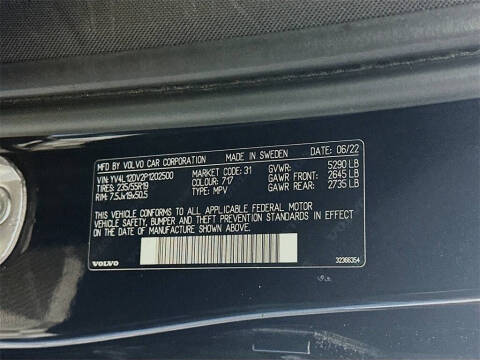 MFD BY VOLVO CAR CORPORATION MADE IN SWEDEN DATE: 06/22
VIN: YV4L12DV2P1202500 MARKET CODE: 31 GVWR: 5290 LB
TIRES: 235/55R19 COLOUR: 717 GAWR FRONT: 2645 LB
RIM: 7.5Jx19x50.5 TYPE: MPV GAWR REAR: 2735 LB
THIS VEHICLE CONFORMS TO ALL APPLICABLE FEDERAL MOTOR
VEHICLE SAFETY, BUMPER AND THEFT PREVENTION STANDARDS IN EFFECT
ON THE DATE OF MANUFACTURE SHOWN ABOVE.
VOLVO 32366354